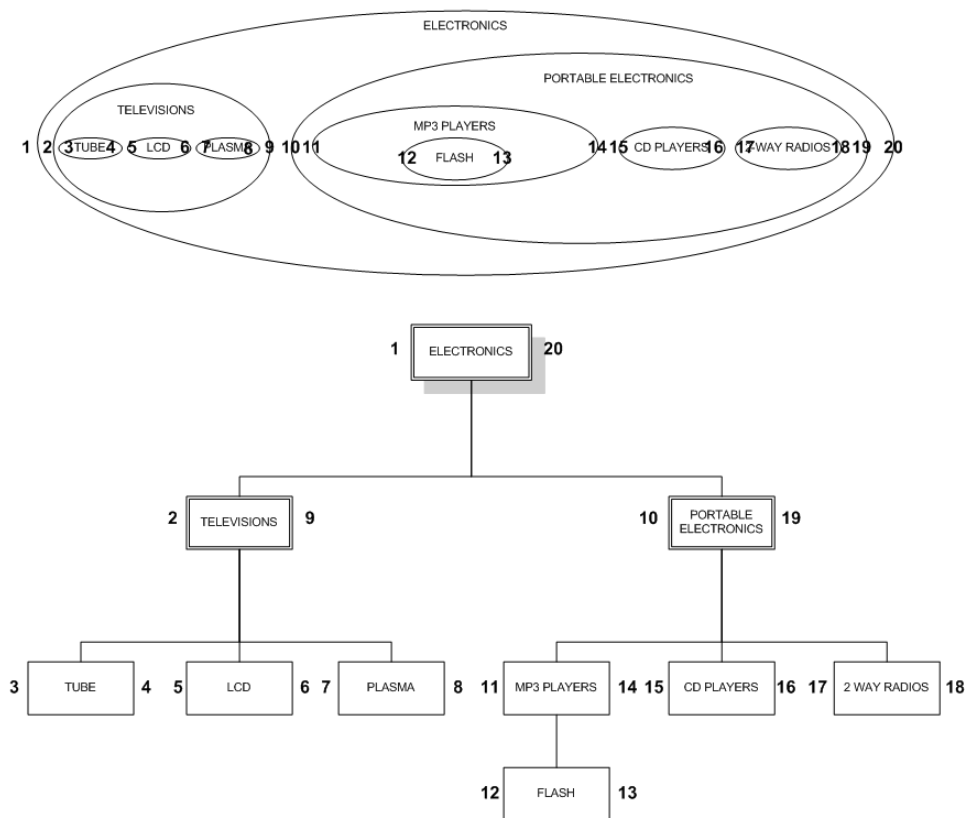 ELECTRONICS
PORTABLE ELECTRONICS
TELEVISIONS
MP3 PLAYERS
1 2 3 TUBE 4 5 LCD 6 7 PLASMA 8 9 10 11 14 15 CD PLAYERS 16 17 2 WAY RADIOS 18 19 20
12 FLASH 13
1 ELECTRONICS 20
2 TELEVISIONS 9 10 PORTABLE 19
ELECTRONICS
3 TUBE 4 5 LCD 6 7 PLASMA 8 11 MP3 PLAYERS 14 15 CD PLAYERS 16 17 2 WAY RADIOS 18
12 FLASH 13